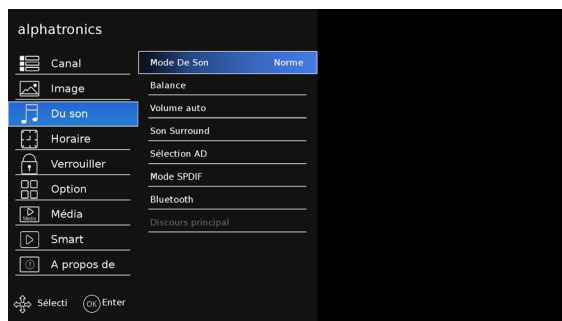 alphatronics
Canal
Image
Du son
Horaire
Verrouiller
Option
Média
Smart
A propos de
Mode De Son Norme
Balance
Volume auto
Son Surround
Sélection AD
Mode SPDIF
Bluetooth
Discours principal
Sélecti OK Enter